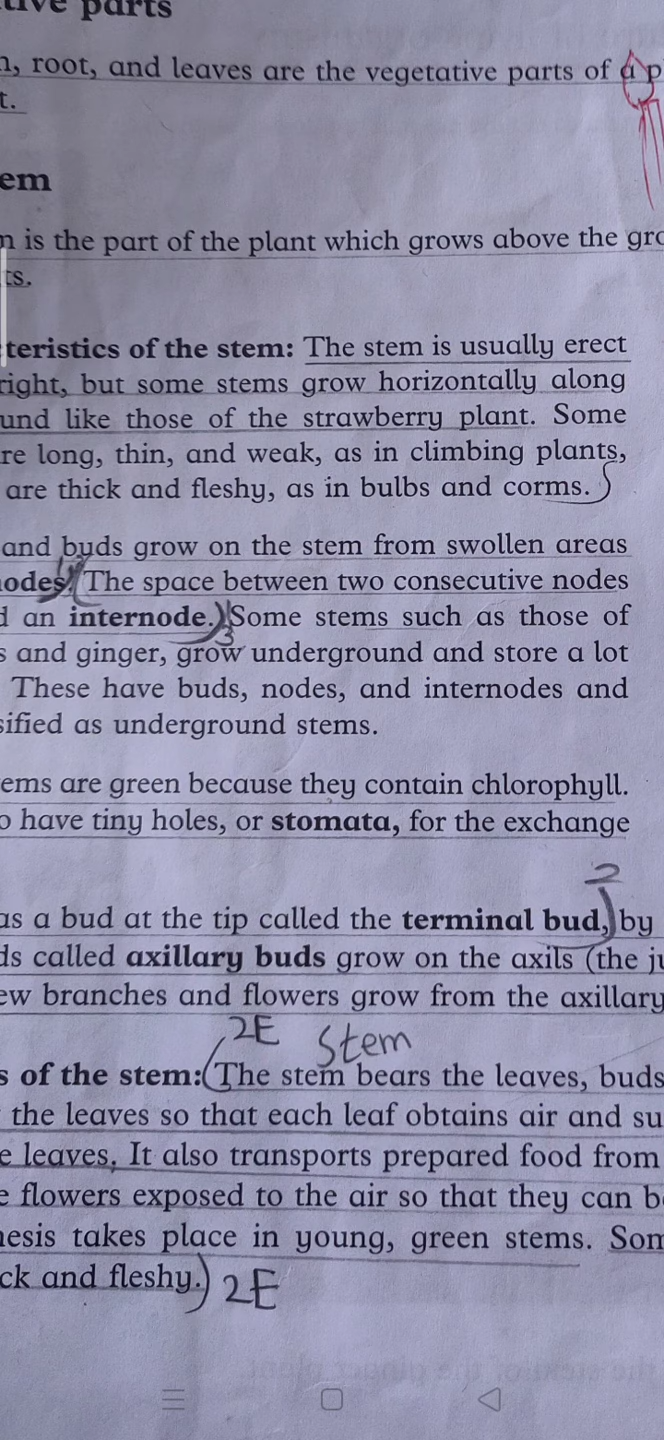 tive parts
n, root, and leaves are the vegetative parts of a p
t.
em
n is the part of the plant which grows above the gro
ts.
teristics of the stem: The stem is usually erect
right, but some stems grow horizontally along
und like those of the strawberry plant. Some
re long, thin, and weak, as in climbing plants,
are thick and fleshy, as in bulbs and corms.
and buds grow on the stem from swollen areas
nodes. The space between two consecutive nodes
d an internode. Some stems such as those of
3
s and ginger, grow underground and store a lot
These have buds, nodes, and internodes and
sified as underground stems.
ems are green because they contain chlorophyll.
o have tiny holes, or stomata, for the exchange
2
as a bud at the tip called the terminal bud, by
ds called axillary buds grow on the axils (the ju
ew branches and flowers grow from the axillary
2E Stem
s of the stem: (The stem bears the leaves, buds
the leaves so that each leaf obtains air and su
e leaves. It also transports prepared food from
e flowers exposed to the air so that they can be
nesis takes place in young, green stems. Som
ck and fleshy.) 2E